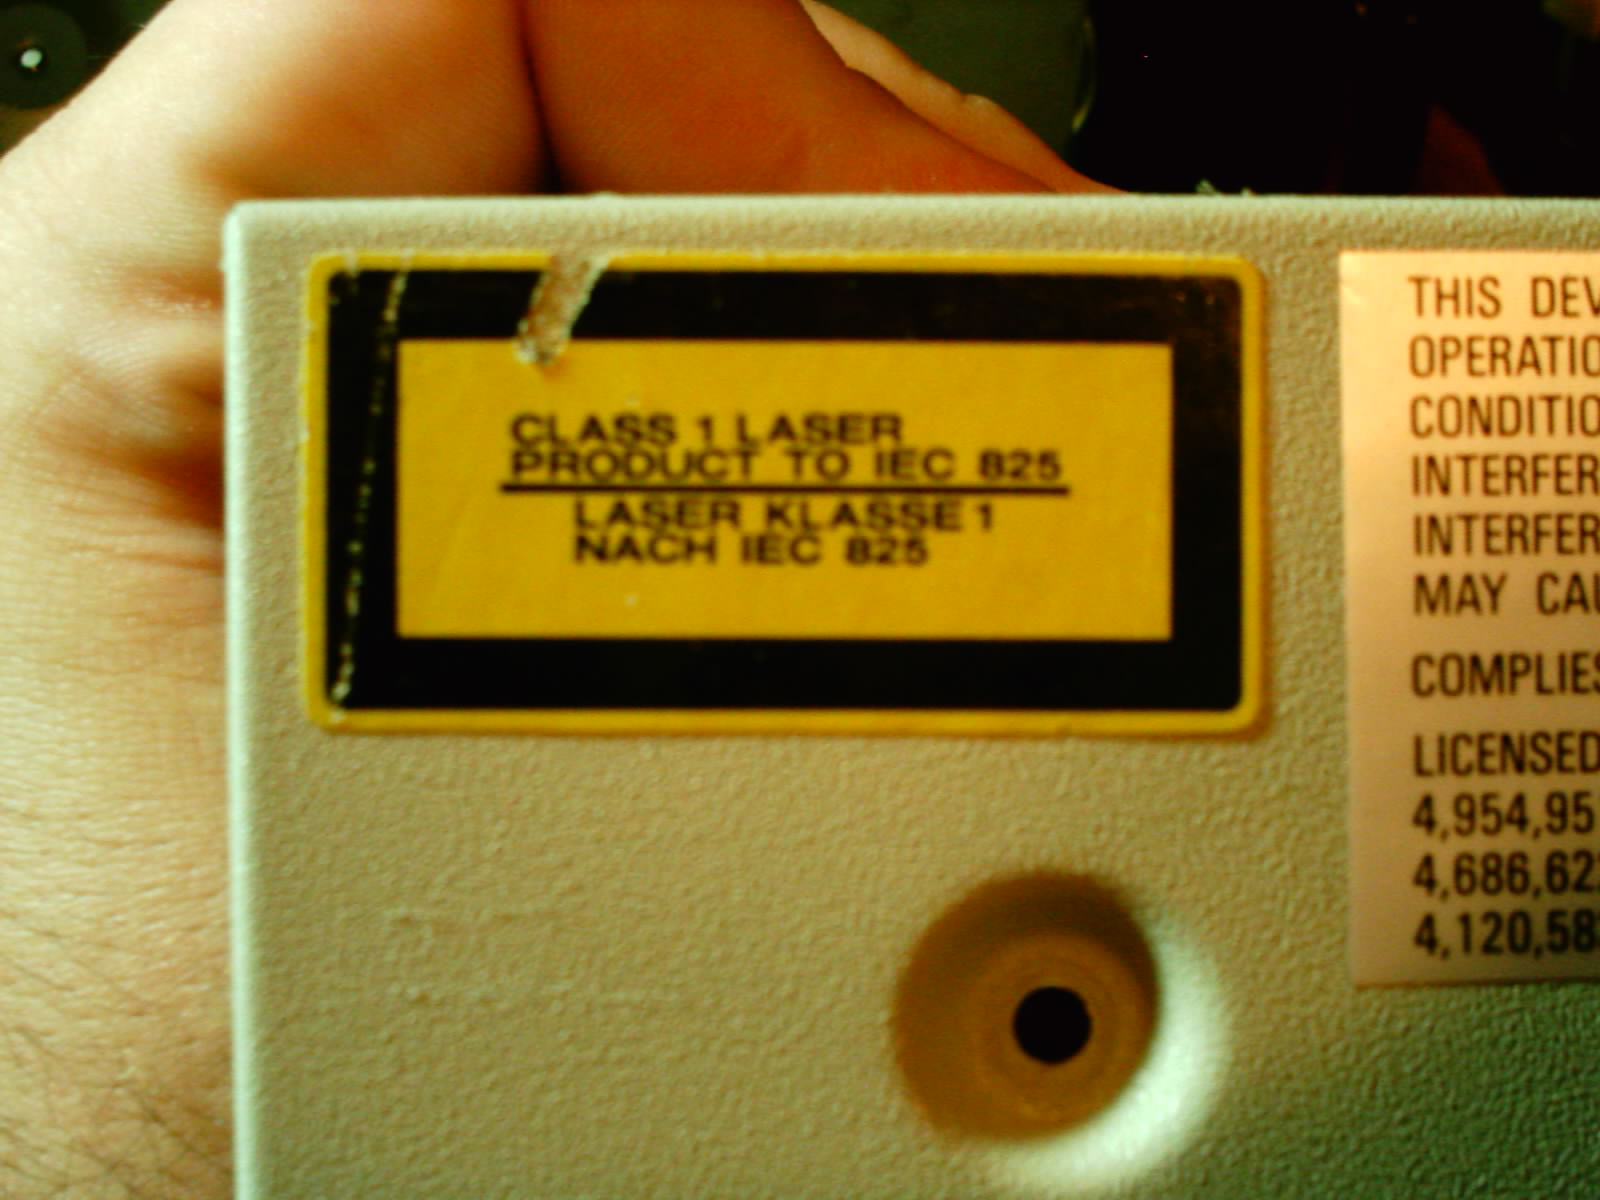 CLASS 1 LASER
PRODUCT TO IEC 825
LASER KLASSE 1
NACH IEC 825
THIS DEV
OPERATIO
CONDITIO
INTERFER
INTERFER
MAY CAU
COMPLIES
LICENSED
4,954,95
4,686,62
4,120,58